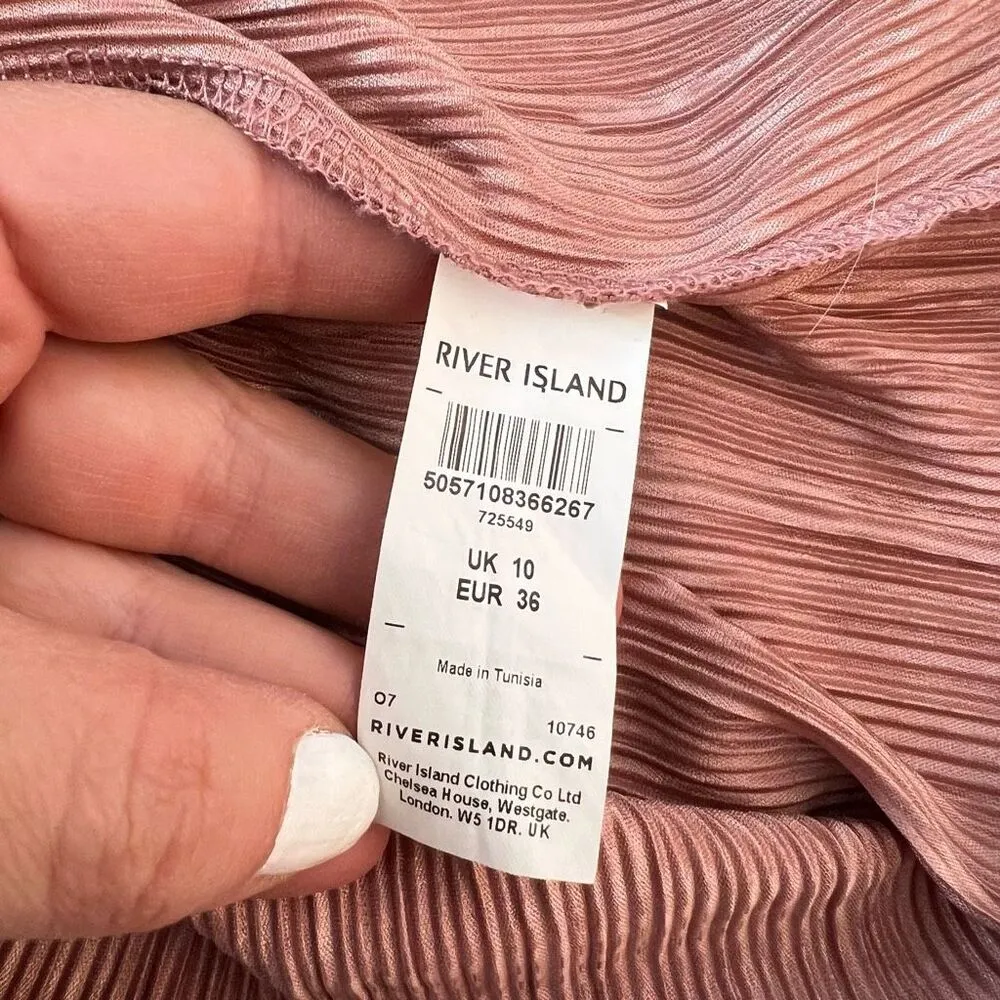 RIVER ISLAND
5057108366267
725549
UK 10
EUR 36
Made in Tunisia
O7 10746
RIVERISLAND.COM
River Island Clothing Co Ltd
Chelsea House, Westgate.
London. W5 1DR. UK